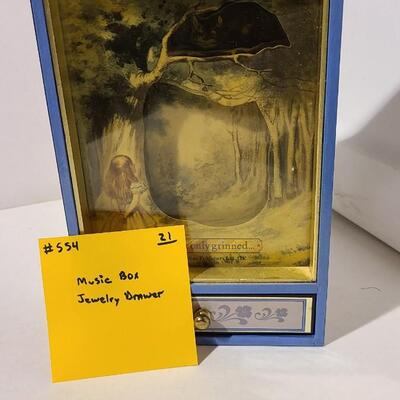 only grinned...
#554 21
Music Box
Jewelry Drawer